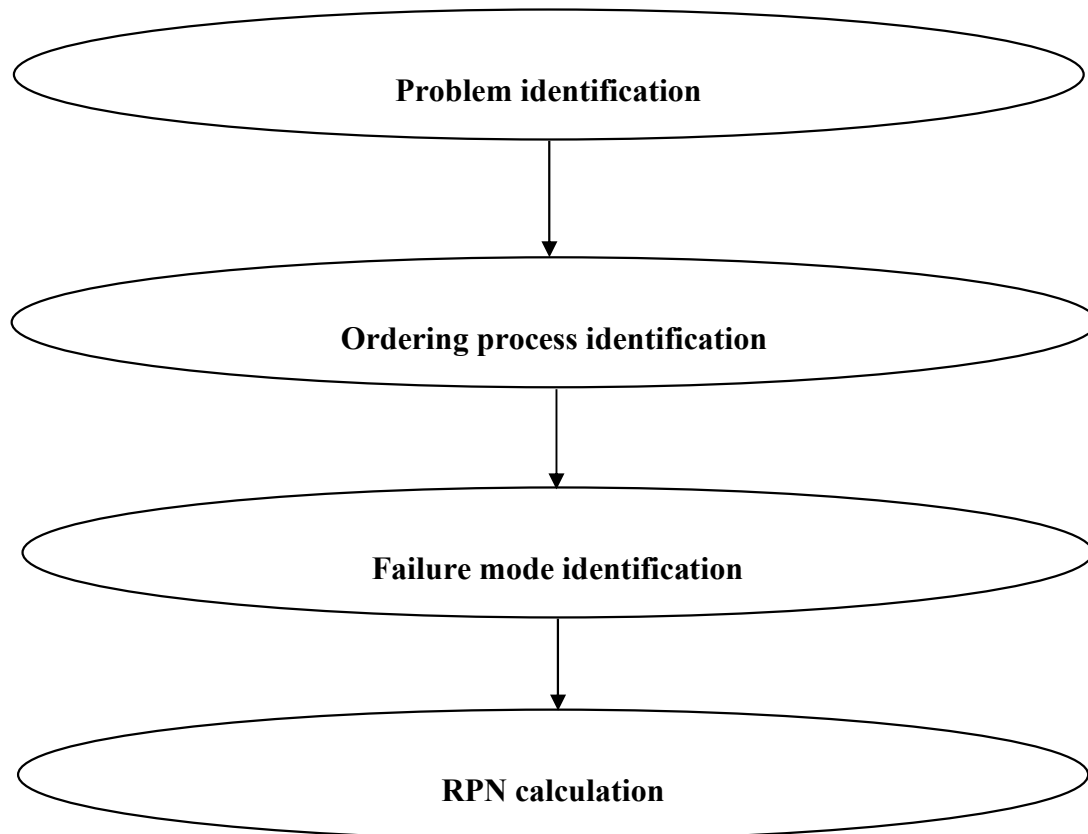 Problem identification
Ordering process identification
Failure mode identification
RPN calculation